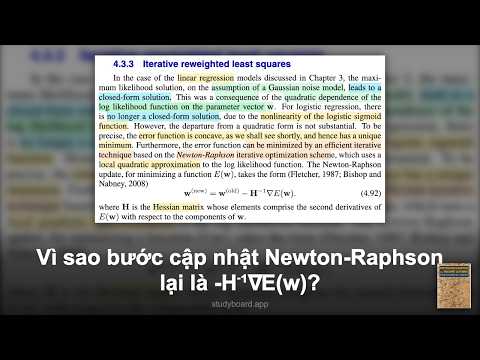 4.3.3 Iterative reweighted least squares
In the case of the linear regression models discussed in Chapter 3, the maxi-
mum likelihood solution, on the assumption of a Gaussian noise model, leads to a
closed-form solution. This was a consequence of the quadratic dependence of the
log likelihood function on the parameter vector w. For logistic regression, there
is no longer a closed-form solution, due to the nonlinearity of the logistic sigmoid
function. However, the departure from a quadratic form is not substantial. To be
precise, the error function is concave, as we shall see shortly, and hence has a unique
minimum. Furthermore, the error function can be minimized by an efficient iterative
technique based on the Newton-Raphson iterative optimization scheme, which uses a
local quadratic approximation to the log likelihood function. The Newton-Raphson
update, for minimizing a function E(w), takes the form (Fletcher, 1987; Bishop and
Nabney, 2008)
w⁽ⁿᵉʷ⁾ = w⁽ᵒˡᵈ⁾ − H⁻¹∇E(w). (4.92)
where H is the Hessian matrix whose elements comprise the second derivatives of
E(w) with respect to the components of w.
Vì sao bước cập nhật Newton-Raphson
lại là -H⁻¹∇E(w)?
studyboard.app